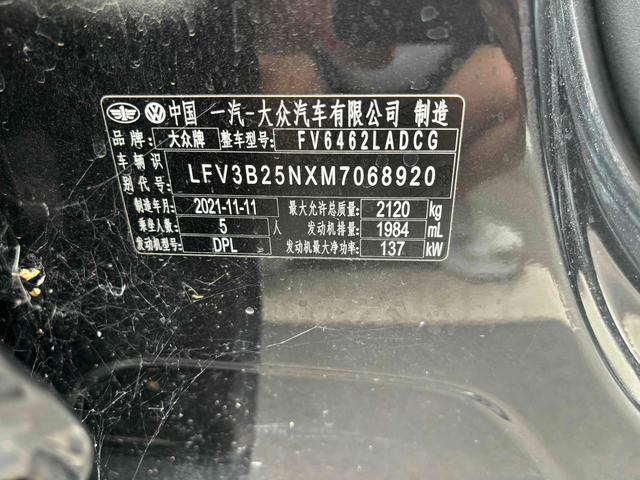 中国 一汽-大众汽车有限公司 制造
品牌: 大众牌 整车型号: FV6462LADCG
车辆识别代号: LFV3B25NXM7068920
制造年月: 2021-11-11 最大允许总质量: 2120 kg
乘坐人数: 5 人 发动机排量: 1984 mL
发动机型号: DPL 发动机最大净功率: 137 kW